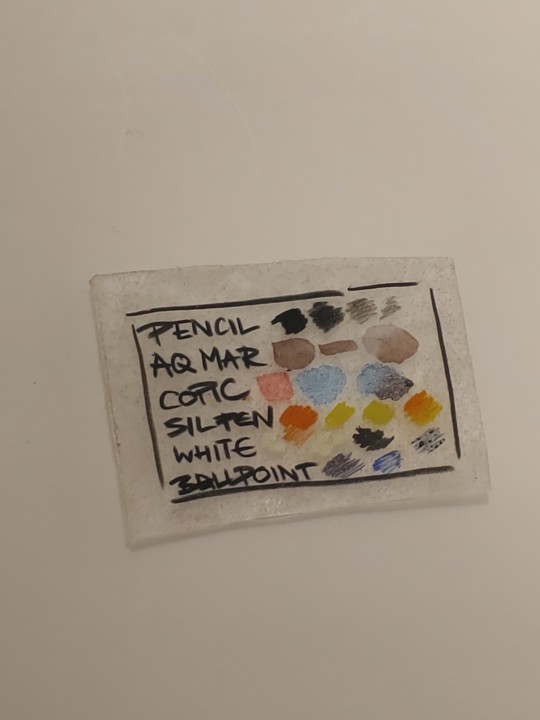 PENCIL
AQ MAR
COPIC
SILPEN
WHITE
BALLPOINT